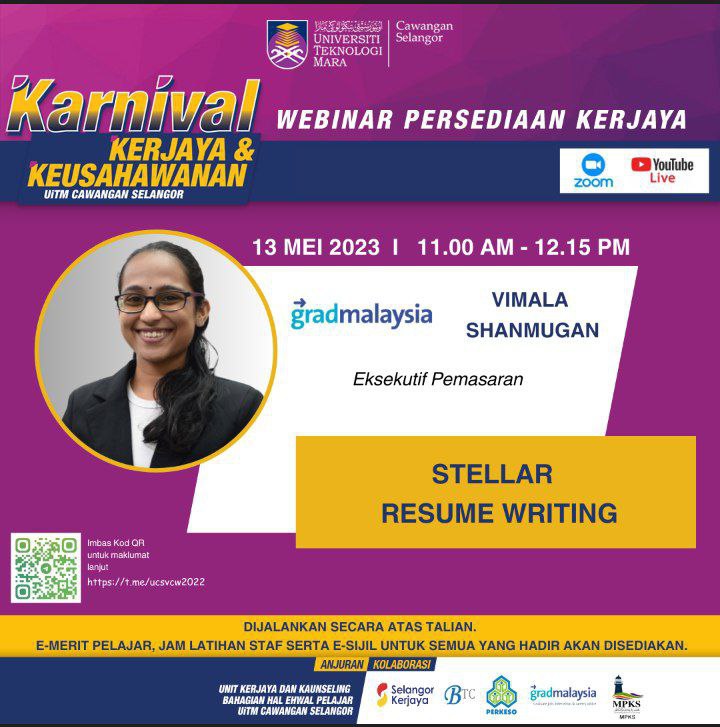 UNIVERSITI
TEKNOLOGI
MARA
Cawangan
Selangor
Karnival
KERJAYA &
KEUSAHAWANAN
UiTM CAWANGAN SELANGOR
WEBINAR PERSEDIAAN KERJAYA
zoom
YouTube
Live
13 MEI 2023 I 11.00 AM - 12.15 PM
gradmalaysia
VIMALA
SHANMUGAN
Eksekutif Pemasaran
STELLAR
RESUME WRITING
Imbas Kod QR
untuk maklumat
lanjut
https://t.me/ucsvcw2022
DIJALANKAN SECARA ATAS TALIAN.
E-MERIT PELAJAR, JAM LATIHAN STAF SERTA E-SIJIL UNTUK SEMUA YANG HADIR AKAN DISEDIAKAN.
ANJURAN KOLABORASI
UNIT KERJAYA DAN KAUNSELING
BAHAGIAN HAL EHWAL PELAJAR
UiTM CAWANGAN SELANGOR
Selangor
Kerjaya
BTC
PERKESO
gradmalaysia
MPKS
MPKS